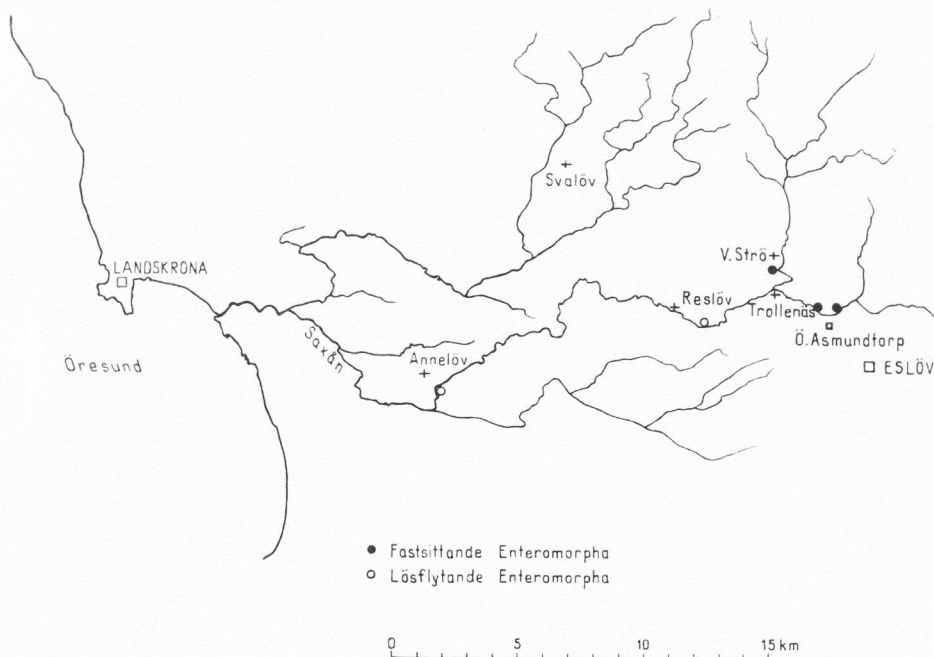 Svalöv
V. Strö
LANDSKRONA
Reslöv
Trollenäs
Ö. Asmundtorp
Saxån
Annelöv
Öresund
ESLÖV
Fastsittande Enteromorpha
Lösflytande Enteromorpha
0 5 10 15 km